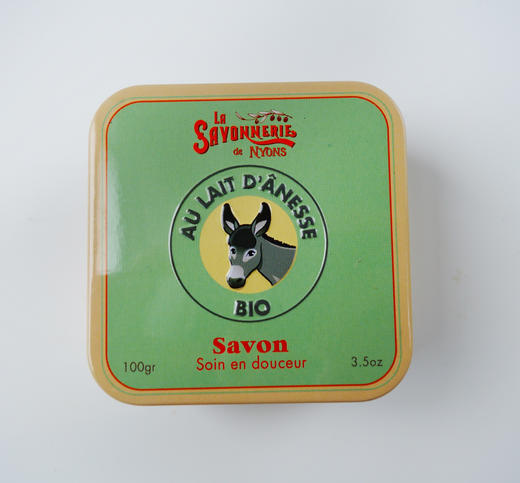 LA
SAVONNERIE
de NYONS
AU LAIT D'ÂNESSE
BIO
Savon
Soin en douceur
100gr
3.5oz